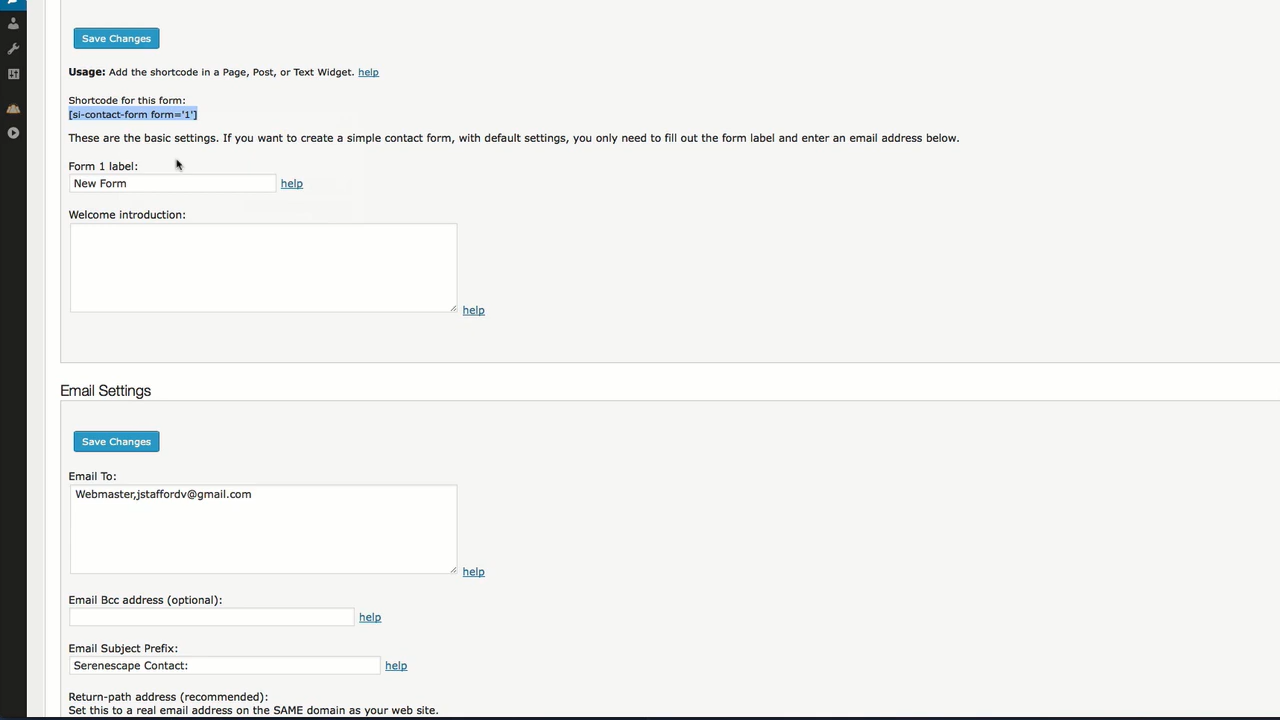 Save Changes
Usage: Add the shortcode in a Page, Post, or Text Widget. help
Shortcode for this form:
[si-contact-form form='1']
These are the basic settings. If you want to create a simple contact form, with default settings, you only need to fill out the form label and enter an email address below.
Form 1 label:
New Form help
Welcome introduction:
help
Email Settings
Save Changes
Email To:
Webmaster,jstaffordv@gmail.com
help
Email Bcc address (optional):
help
Email Subject Prefix:
Serenescape Contact: help
Return-path address (recommended):
Set this to a real email address on the SAME domain as your web site.